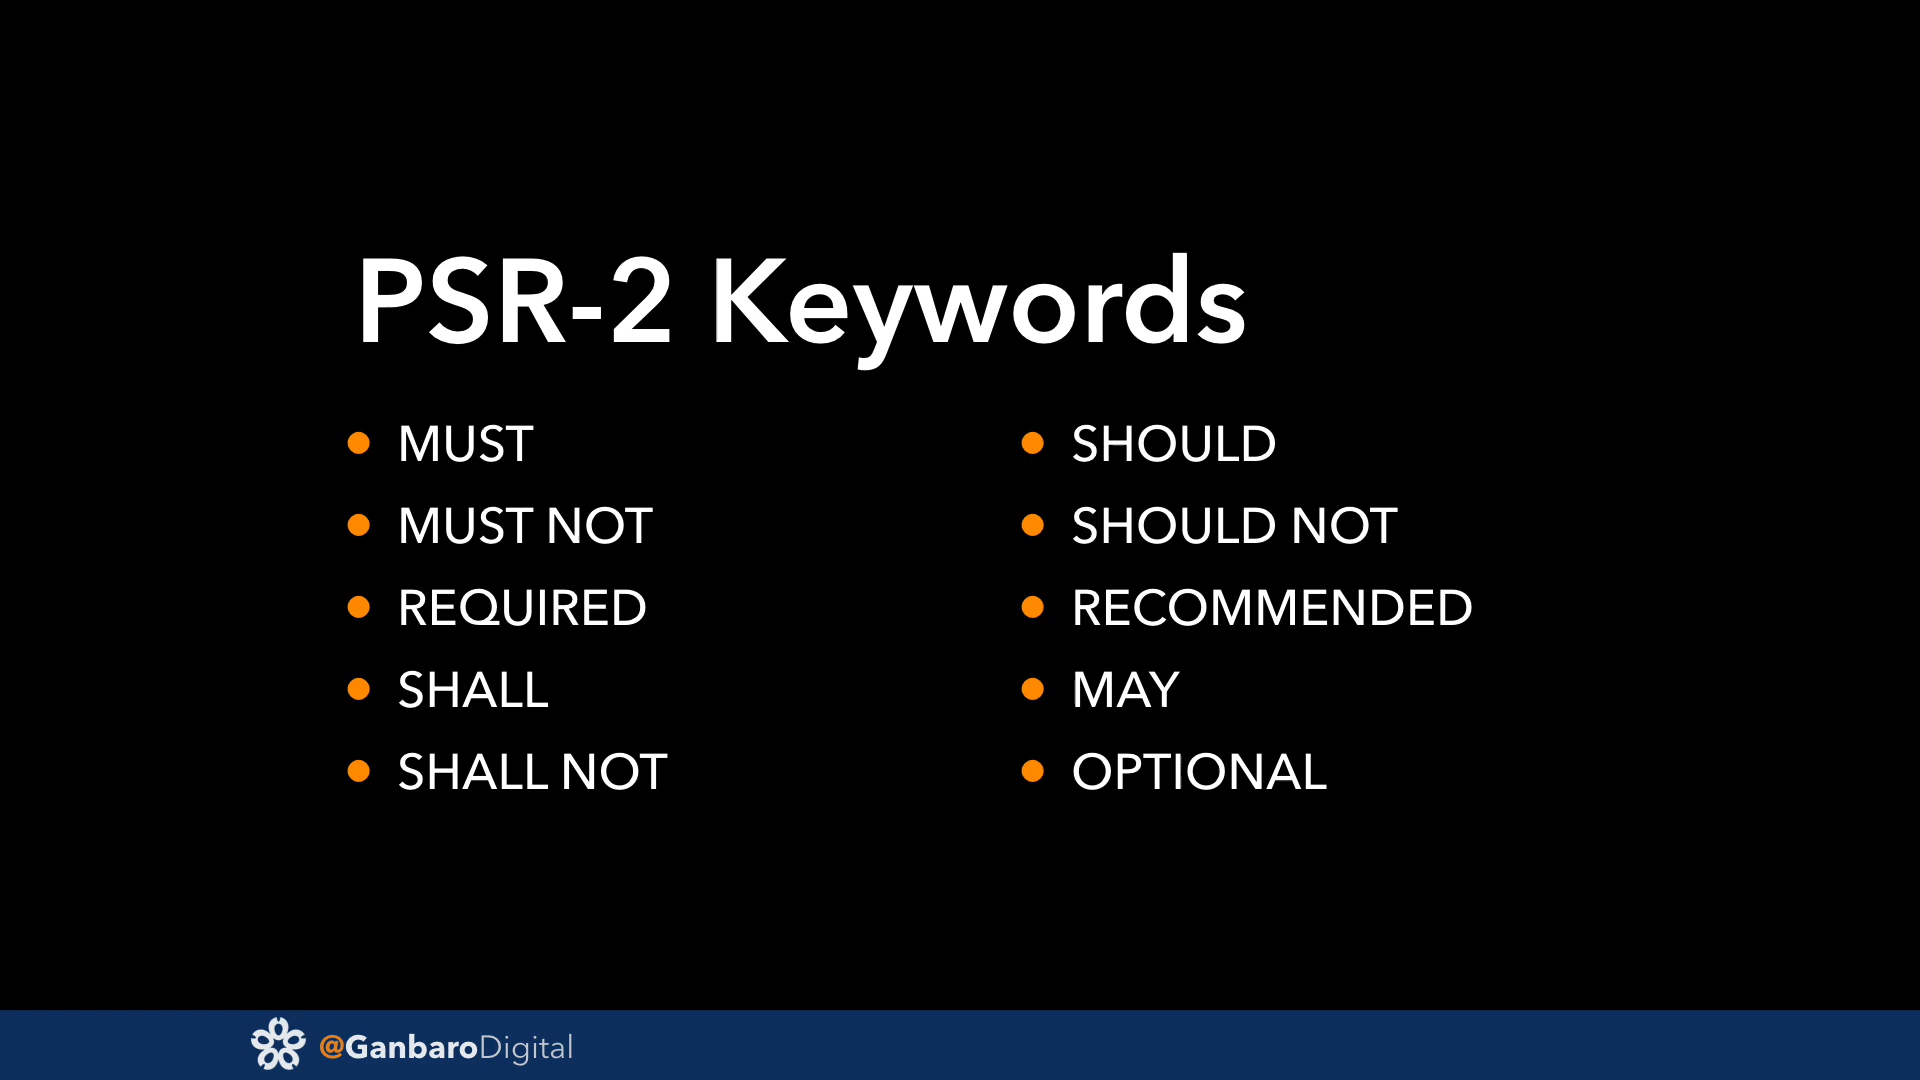 PSR-2 Keywords
MUST
MUST NOT
REQUIRED
SHALL
SHALL NOT
SHOULD
SHOULD NOT
RECOMMENDED
MAY
OPTIONAL
@GanbaroDigital